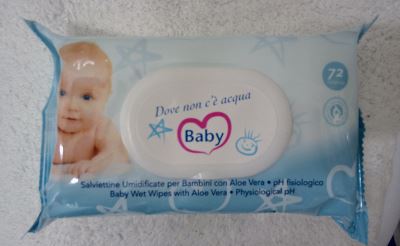 72
Dove non c'è acqua
Baby
Salviettine Umidificate per Bambini con Aloe Vera • pH fisiologico
Baby Wet Wipes with Aloe Vera • Physiological pH